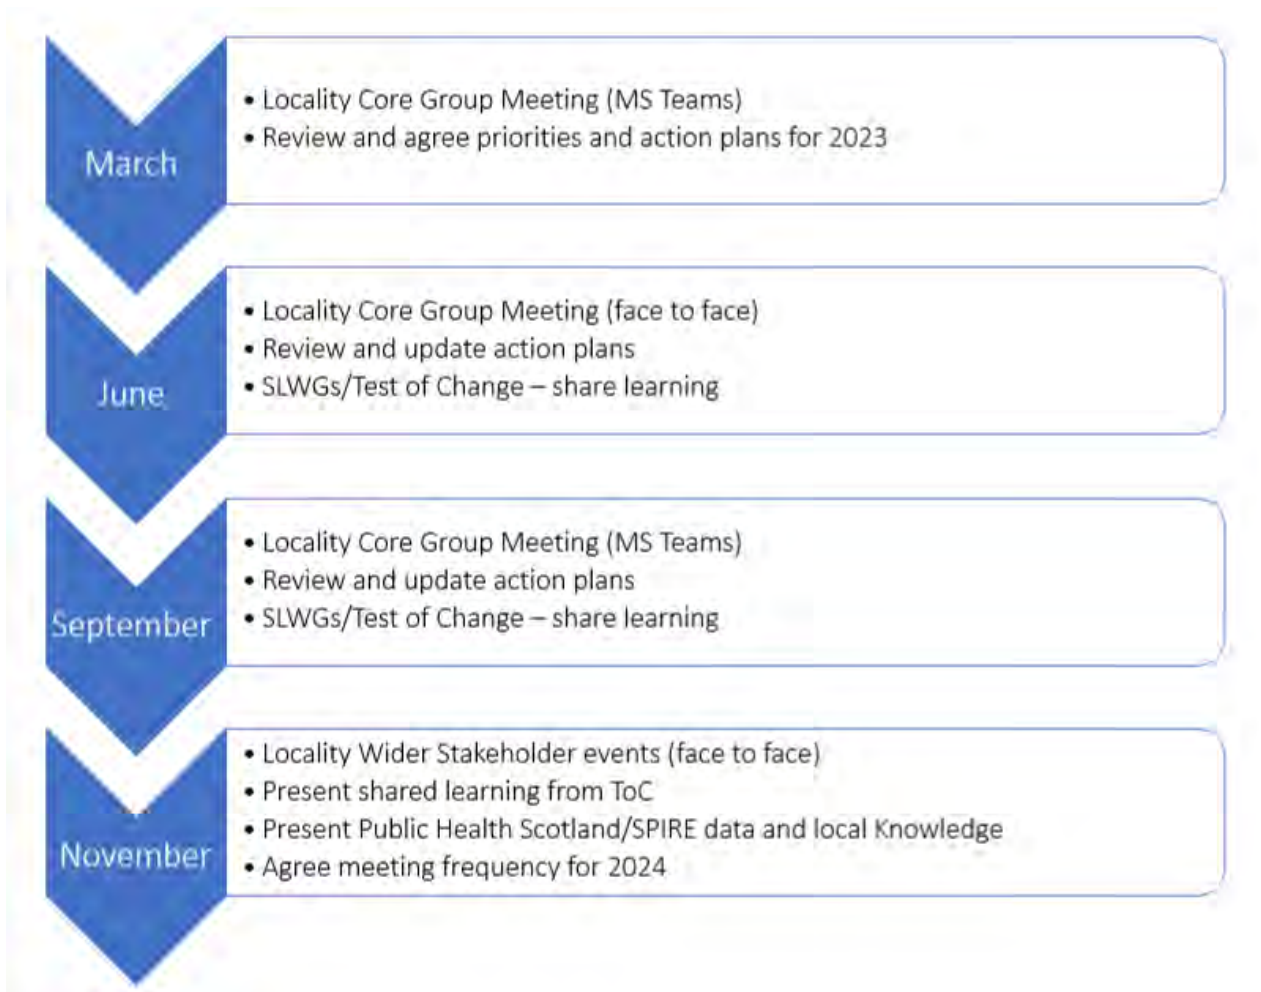 March
• Locality Core Group Meeting (MS Teams)
• Review and agree priorities and action plans for 2023
June
• Locality Core Group Meeting (face to face)
• Review and update action plans
• SLWGs/Test of Change – share learning
September
• Locality Core Group Meeting (MS Teams)
• Review and update action plans
• SLWGs/Test of Change – share learning
November
• Locality Wider Stakeholder events (face to face)
• Present shared learning from ToC
• Present Public Health Scotland/SPIRE data and local Knowledge
• Agree meeting frequency for 2024